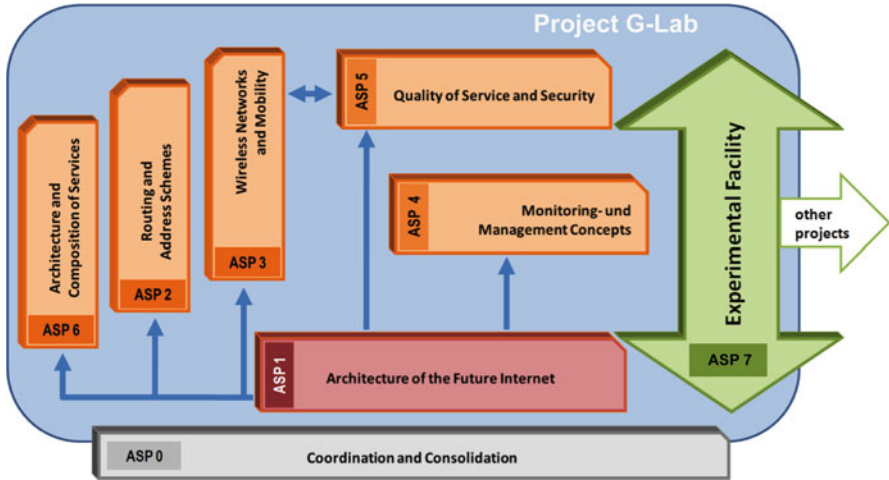 Project G-Lab
ASP 5
Quality of Service and Security
Wireless Networks
and Mobility
ASP 3
Routing and
Address Schemes
ASP 2
Architecture and
Composition of Services
ASP 6
ASP 4
Monitoring- und
Management Concepts
Experimental Facility
ASP 7
other
projects
ASP 1
Architecture of the Future Internet
ASP 0
Coordination and Consolidation